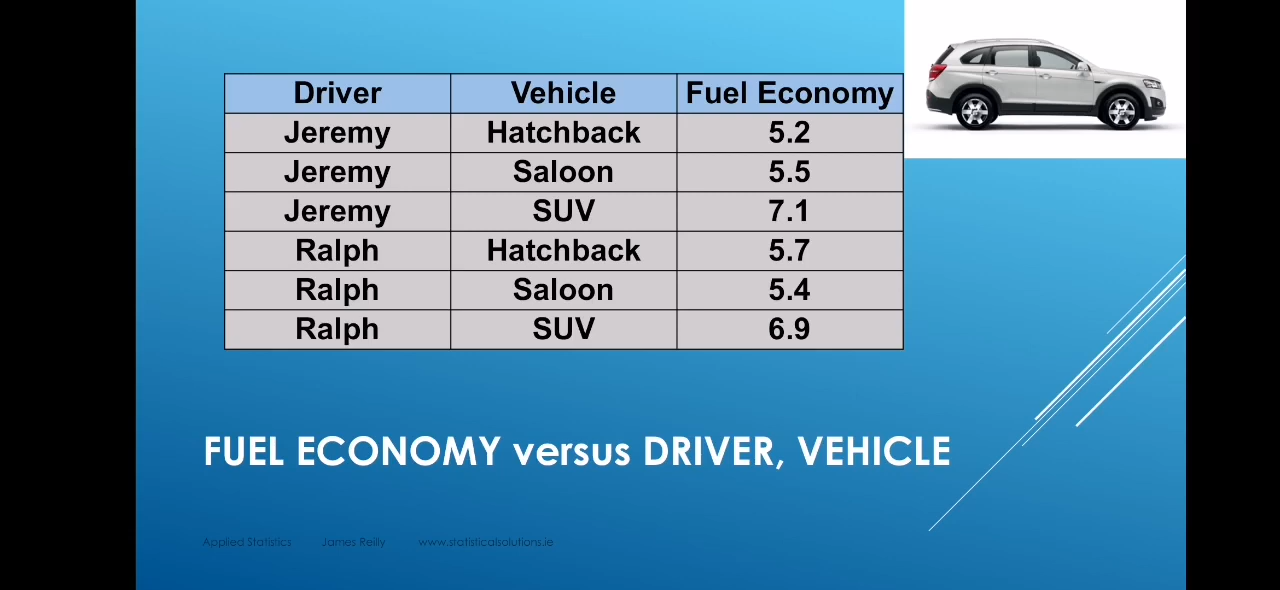 Driver Vehicle Fuel Economy
Jeremy Hatchback 5.2
Jeremy Saloon 5.5
Jeremy SUV 7.1
Ralph Hatchback 5.7
Ralph Saloon 5.4
Ralph SUV 6.9
FUEL ECONOMY versus DRIVER, VEHICLE
Applied Statistics James Reilly www.statisticalsolutions.ie